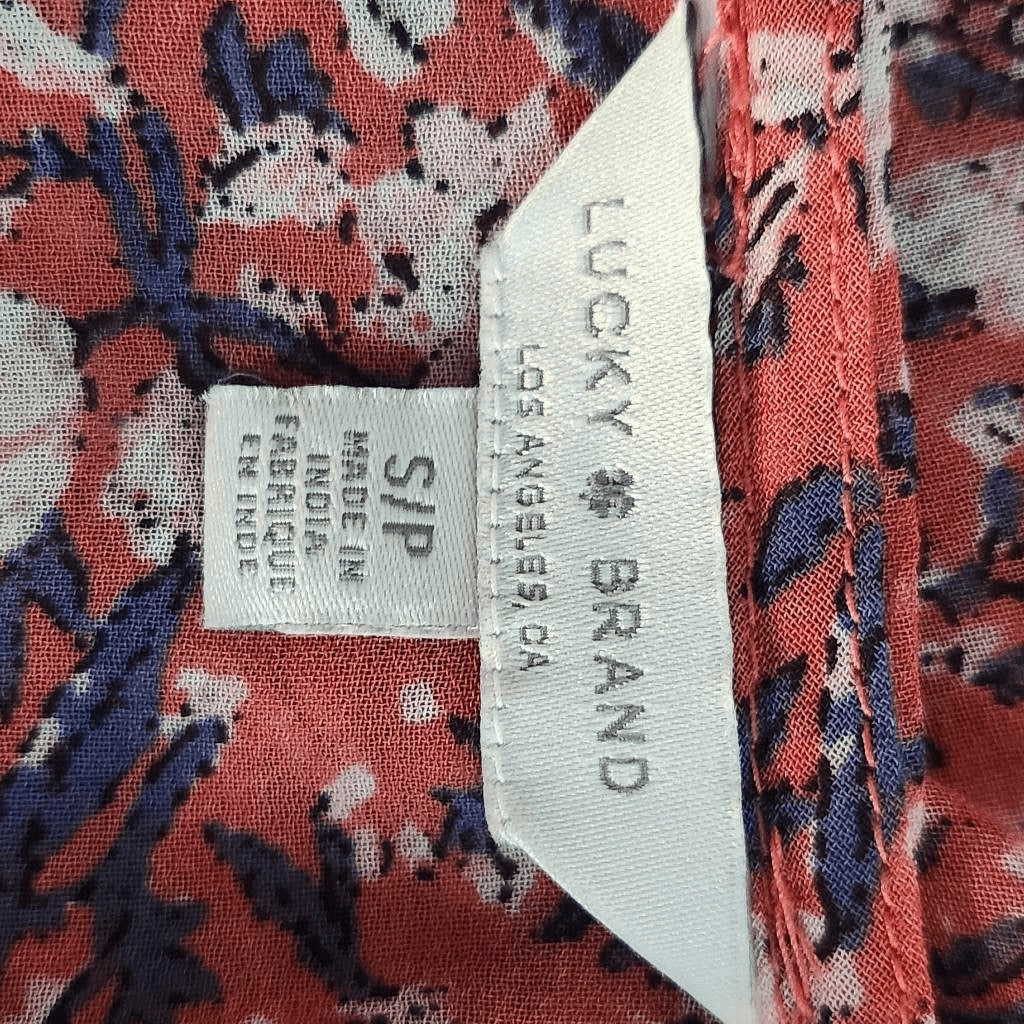 LUCKY BRAND
LOS ANGELES, CA
S/P
MADE IN
INDIA
FABRIQUE
EN INDE